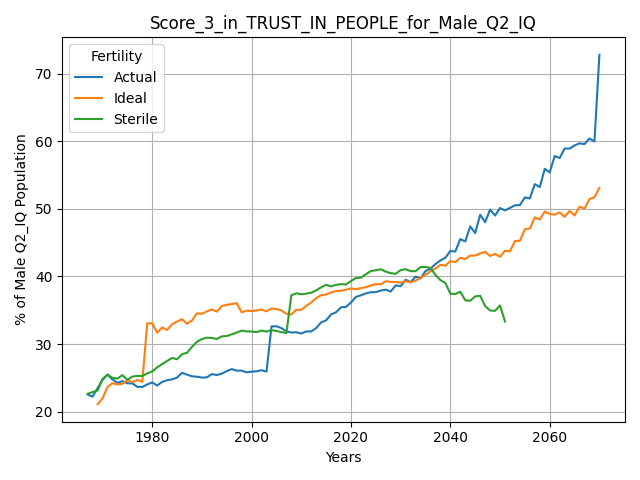 Score_3_in_TRUST_IN_PEOPLE_for_Male_Q2_IQ
Fertility
Actual
Ideal
Sterile
% of Male Q2_IQ Population
70
60
50
40
30
20
1980
2000
2020
2040
2060
Years